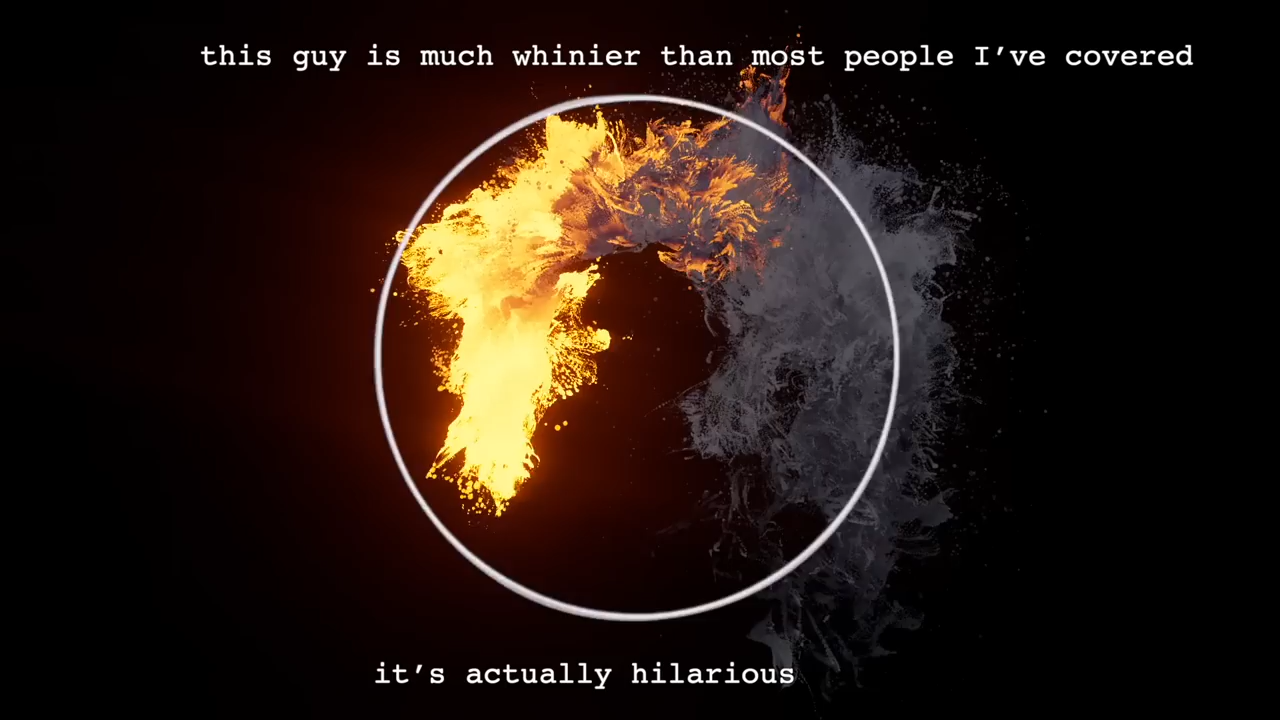 this guy is much whinier than most people I’ve covered
it’s actually hilarious